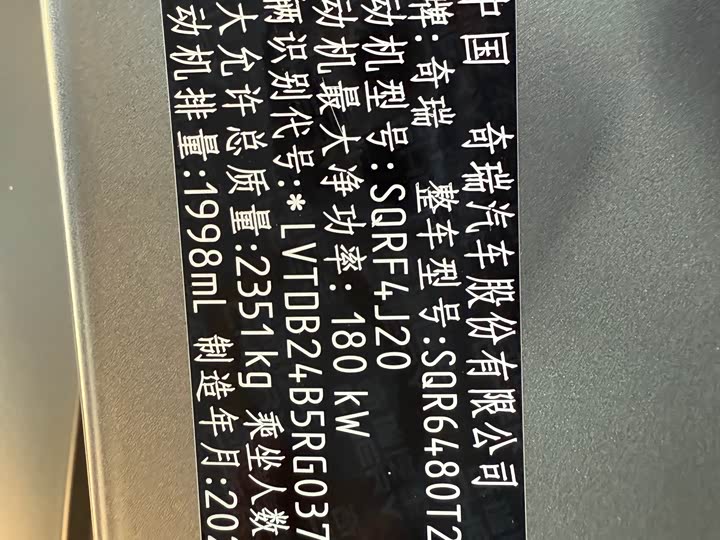 中国 奇瑞汽车股份有限公司
牌: 奇瑞 整车型号:SQR6480T2
动机型号:SQRF4J20
动机最大净功率: 180 kW
辆识别代号:*LVTDB24B5RG037
大允许总质量:2351kg 乘坐人数
动机排量:1998mL 制造年月:202